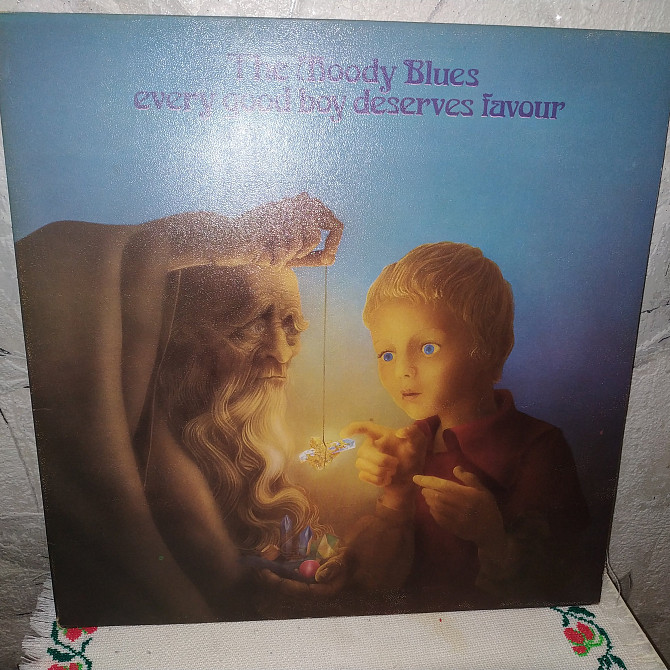 The Moody Blues
every good boy deserves favour